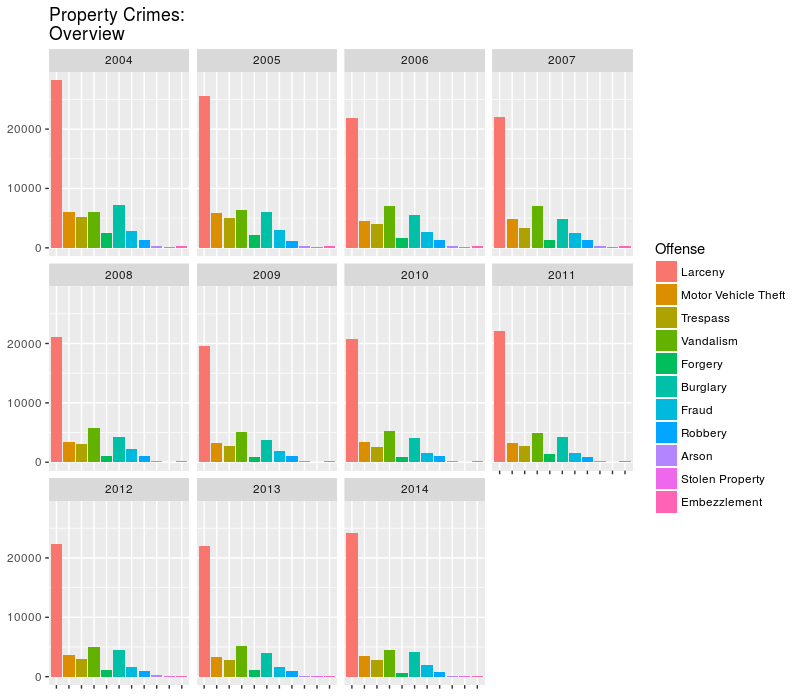 Property Crimes:
Overview
2004
2005
2006
2007
20000
10000
0
2008
2009
2010
2011
20000
10000
0
2012
2013
2014
20000
10000
0
Offense
Larceny
Motor Vehicle Theft
Trespass
Vandalism
Forgery
Burglary
Fraud
Robbery
Arson
Stolen Property
Embezzlement